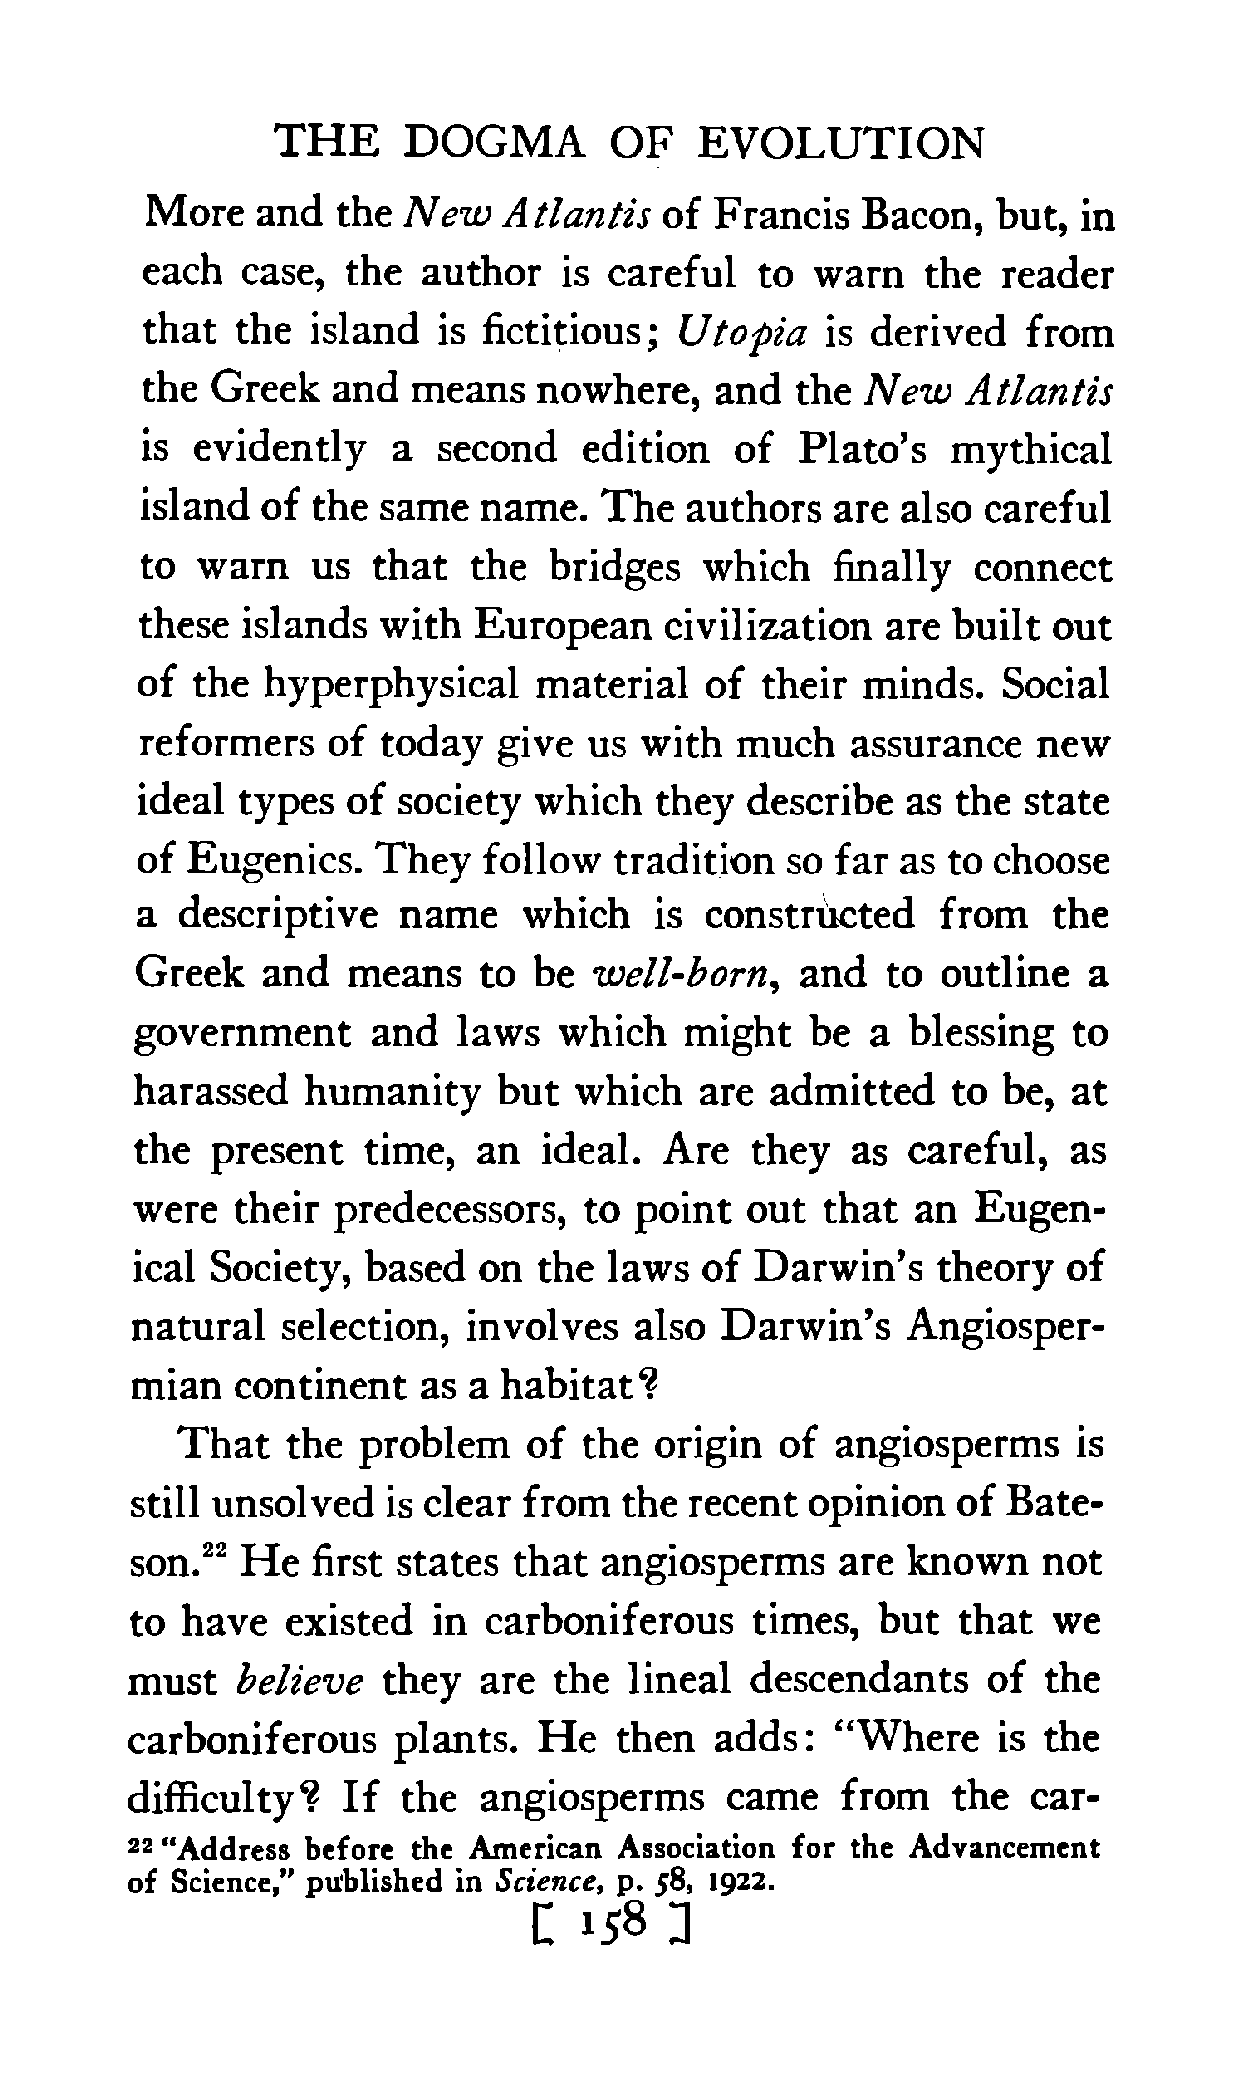 THE DOGMA OF EVOLUTION
More and the New Atlantis of Francis Bacon, but, in
each case, the author is careful to warn the reader
that the island is fictitious; Utopia is derived from
the Greek and means nowhere, and the New Atlantis
is evidently a second edition of Plato's mythical
island of the same name. The authors are also careful
to warn us that the bridges which finally connect
these islands with European civilization are built out
of the hyperphysical material of their minds. Social
reformers of today give us with much assurance new
ideal types of society which they describe as the state
of Eugenics. They follow tradition so far as to choose
a descriptive name which is constructed from the
Greek and means to be well-born, and to outline a
government and laws which might be a blessing to
harassed humanity but which are admitted to be, at
the present time, an ideal. Are they as careful, as
were their predecessors, to point out that an Eugen-
ical Society, based on the laws of Darwin's theory of
natural selection, involves also Darwin's Angiosper-
mian continent as a habitat?
That the problem of the origin of angiosperms is
still unsolved is clear from the recent opinion of Bate-
son.²² He first states that angiosperms are known not
to have existed in carboniferous times, but that we
must believe they are the lineal descendants of the
carboniferous plants. He then adds: "Where is the
difficulty? If the angiosperms came from the car-
²² "Address before the American Association for the Advancement
of Science," published in Science, p. 58, 1922.
[ 158 ]